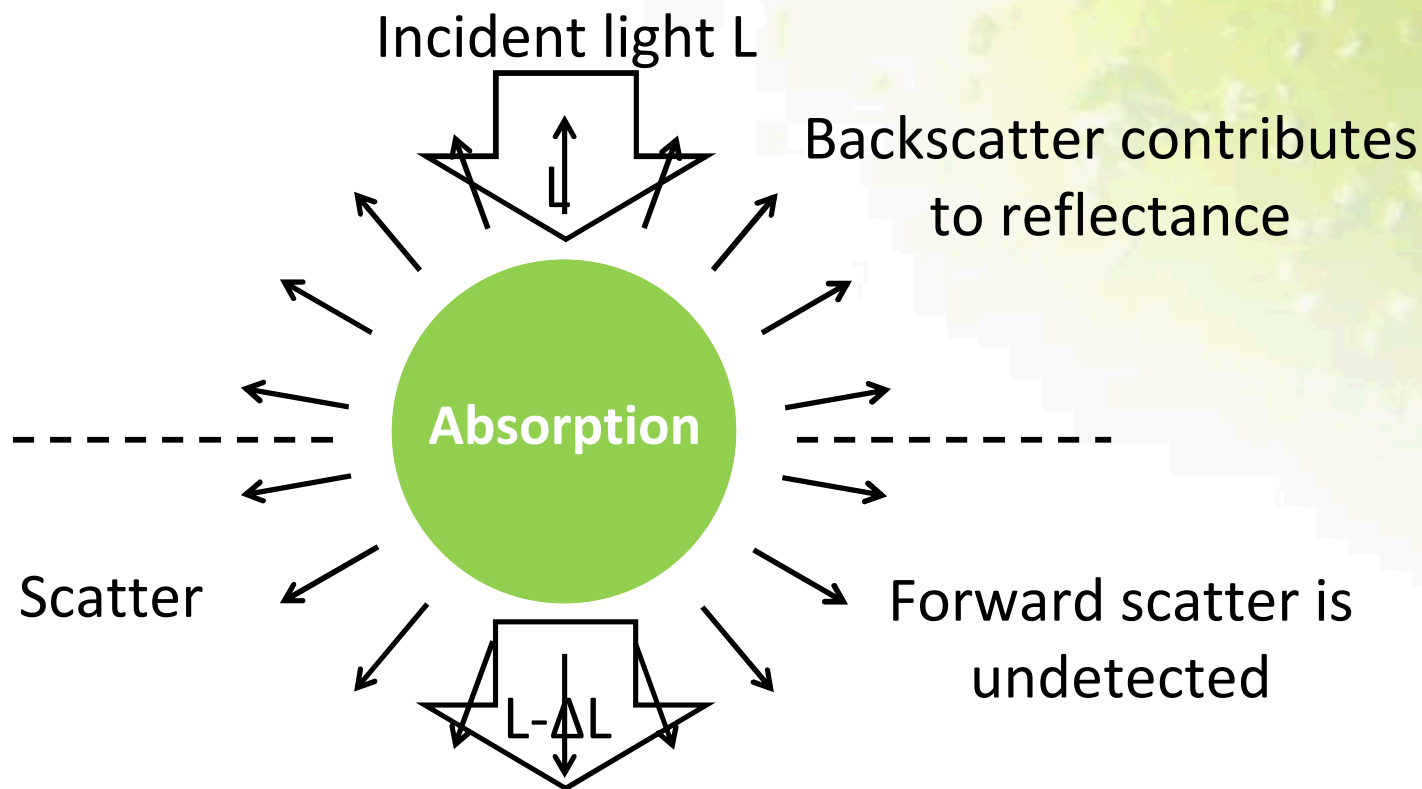 Incident light L
Backscatter contributes
to reflectance
L
Absorption
Scatter
Forward scatter is
undetected
L-ΔL